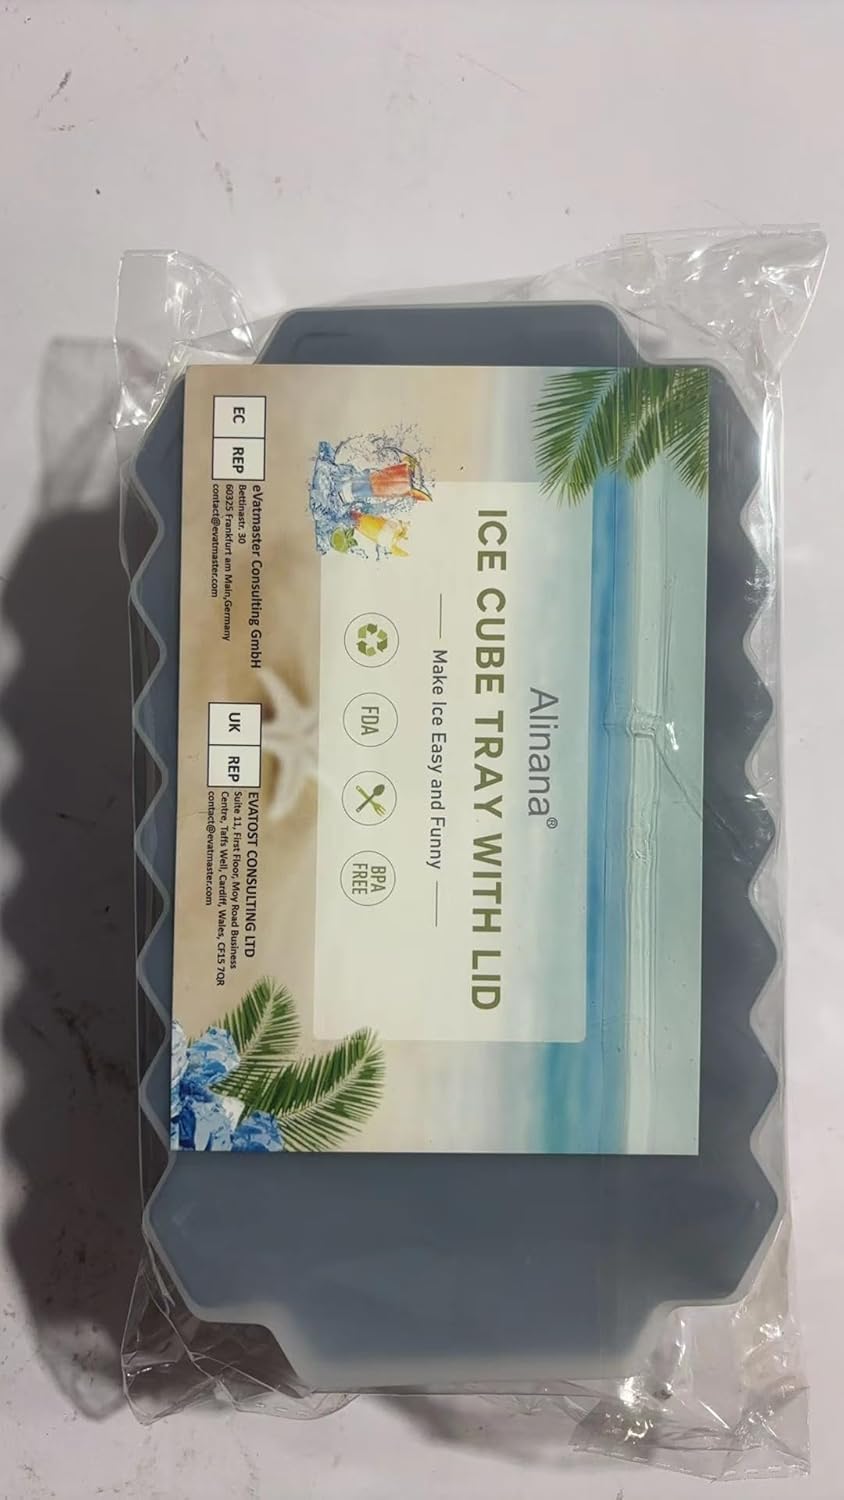 Alinana®
ICE CUBE TRAY WITH LID
Make Ice Easy and Funny
FDA
BPA
FREE
EC REP
eVatmaster Consulting GmbH
Bettinastr. 30
60325 Frankfurt am Main,Germany
contact@evatmaster.com
UK REP
EVATOST CONSULTING LTD
Suite 11, First Floor, Moy Road Business
Centre, Taffs Well, Cardiff, Wales, CF15 7QR
contact@evatmaster.com